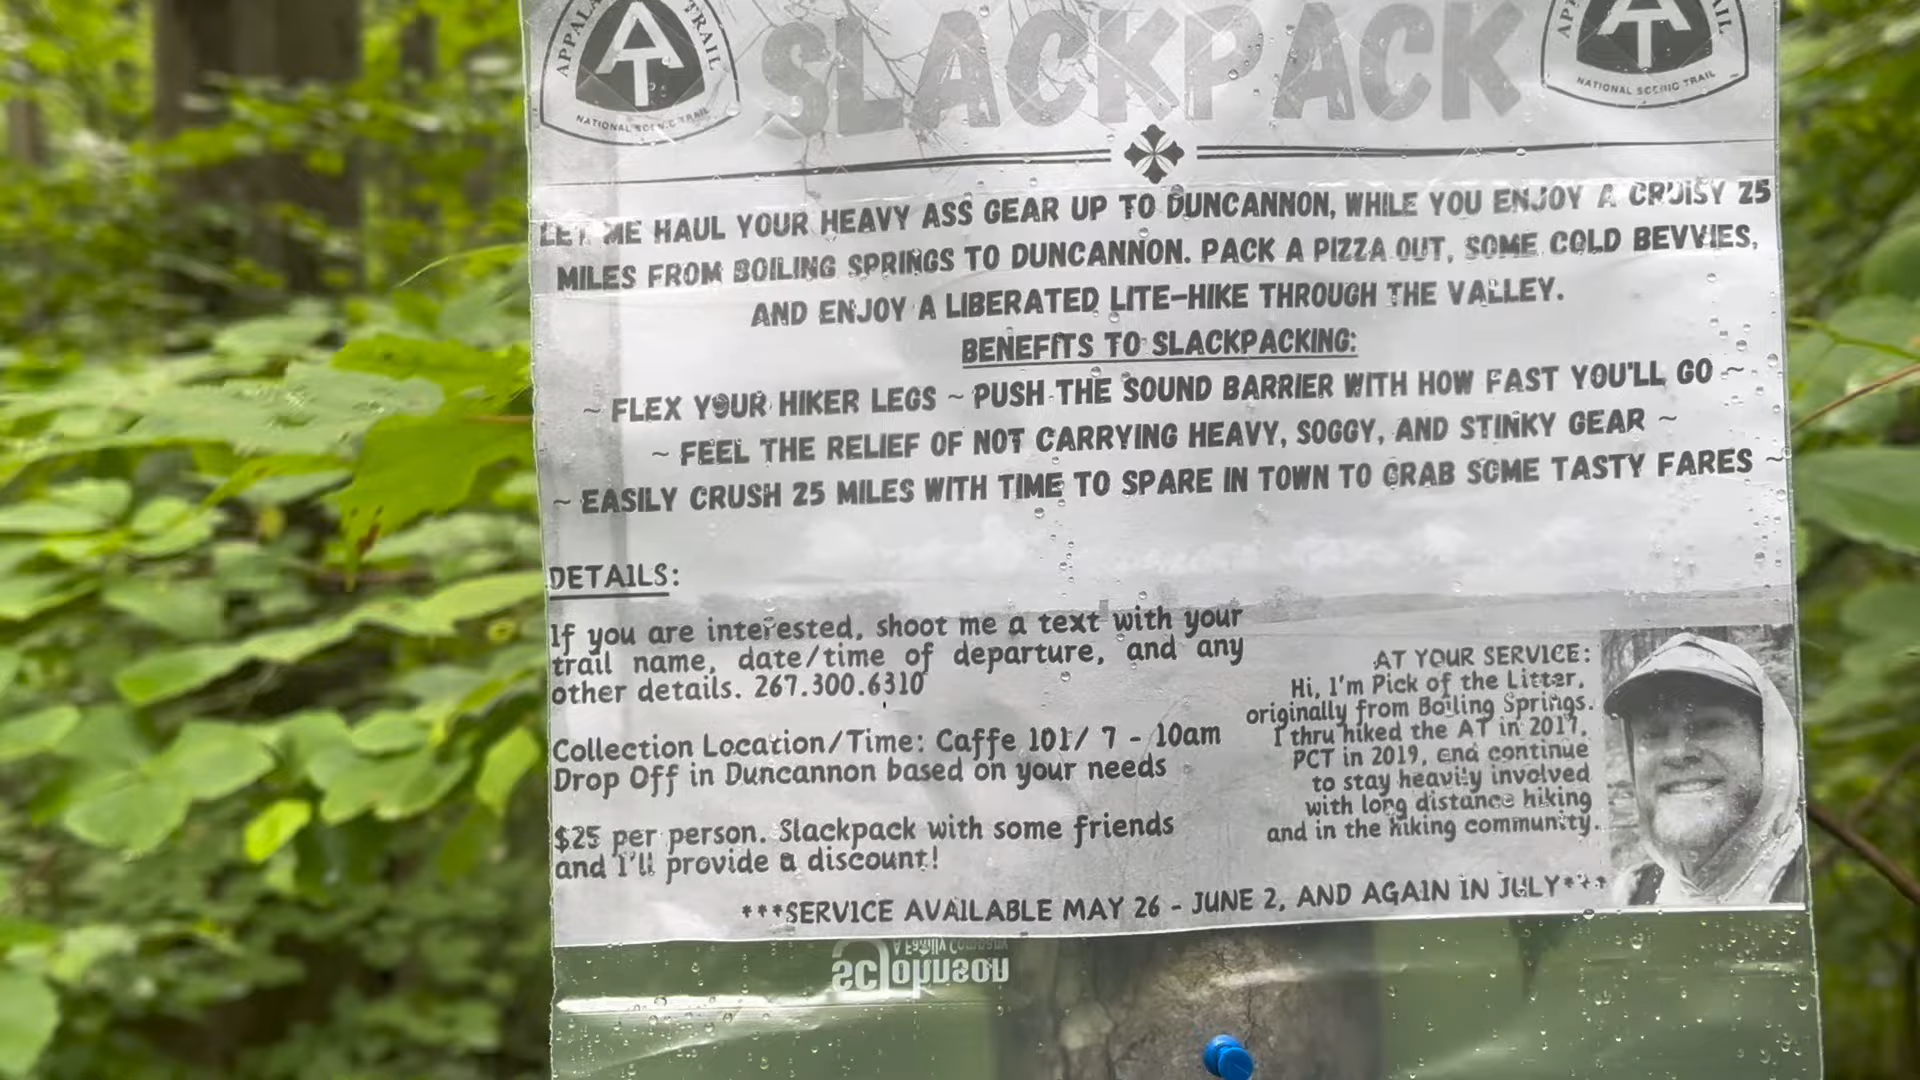 APPALA TRAIL
AT
NATIONAL SCENIC TRAIL
SLACKPACK
AT
NATIONAL SCENIC TRAIL
LET ME HAUL YOUR HEAVY ASS GEAR UP TO DUNCANNON, WHILE YOU ENJOY A CRUISY 25
MILES FROM BOILING SPRINGS TO DUNCANNON. PACK A PIZZA OUT, SOME COLD BEVVIES,
AND ENJOY A LIBERATED LITE-HIKE THROUGH THE VALLEY.
BENEFITS TO SLACKPACKING:
~ FLEX YOUR HIKER LEGS ~ PUSH THE SOUND BARRIER WITH HOW FAST YOU'LL GO ~
~ FEEL THE RELIEF OF NOT CARRYING HEAVY, SOGGY, AND STINKY GEAR ~
~ EASILY CRUSH 25 MILES WITH TIME TO SPARE IN TOWN TO GRAB SOME TASTY FARES ~
DETAILS:
If you are interested, shoot me a text with your
trail name, date/time of departure, and any
other details. 267.300.6310
Collection Location/Time: Caffe 101/ 7 - 10am
Drop Off in Duncannon based on your needs
$25 per person. Slackpack with some friends
and I'll provide a discount!
AT YOUR SERVICE:
Hi, I'm Pick of the Litter,
originally from Boiling Springs.
I thru hiked the AT in 2017,
PCT in 2019, and continue
to stay heavily involved
with long distance hiking
and in the hiking community.
***SERVICE AVAILABLE MAY 26 - JUNE 2, AND AGAIN IN JULY***
A Family Company
SC Johnson